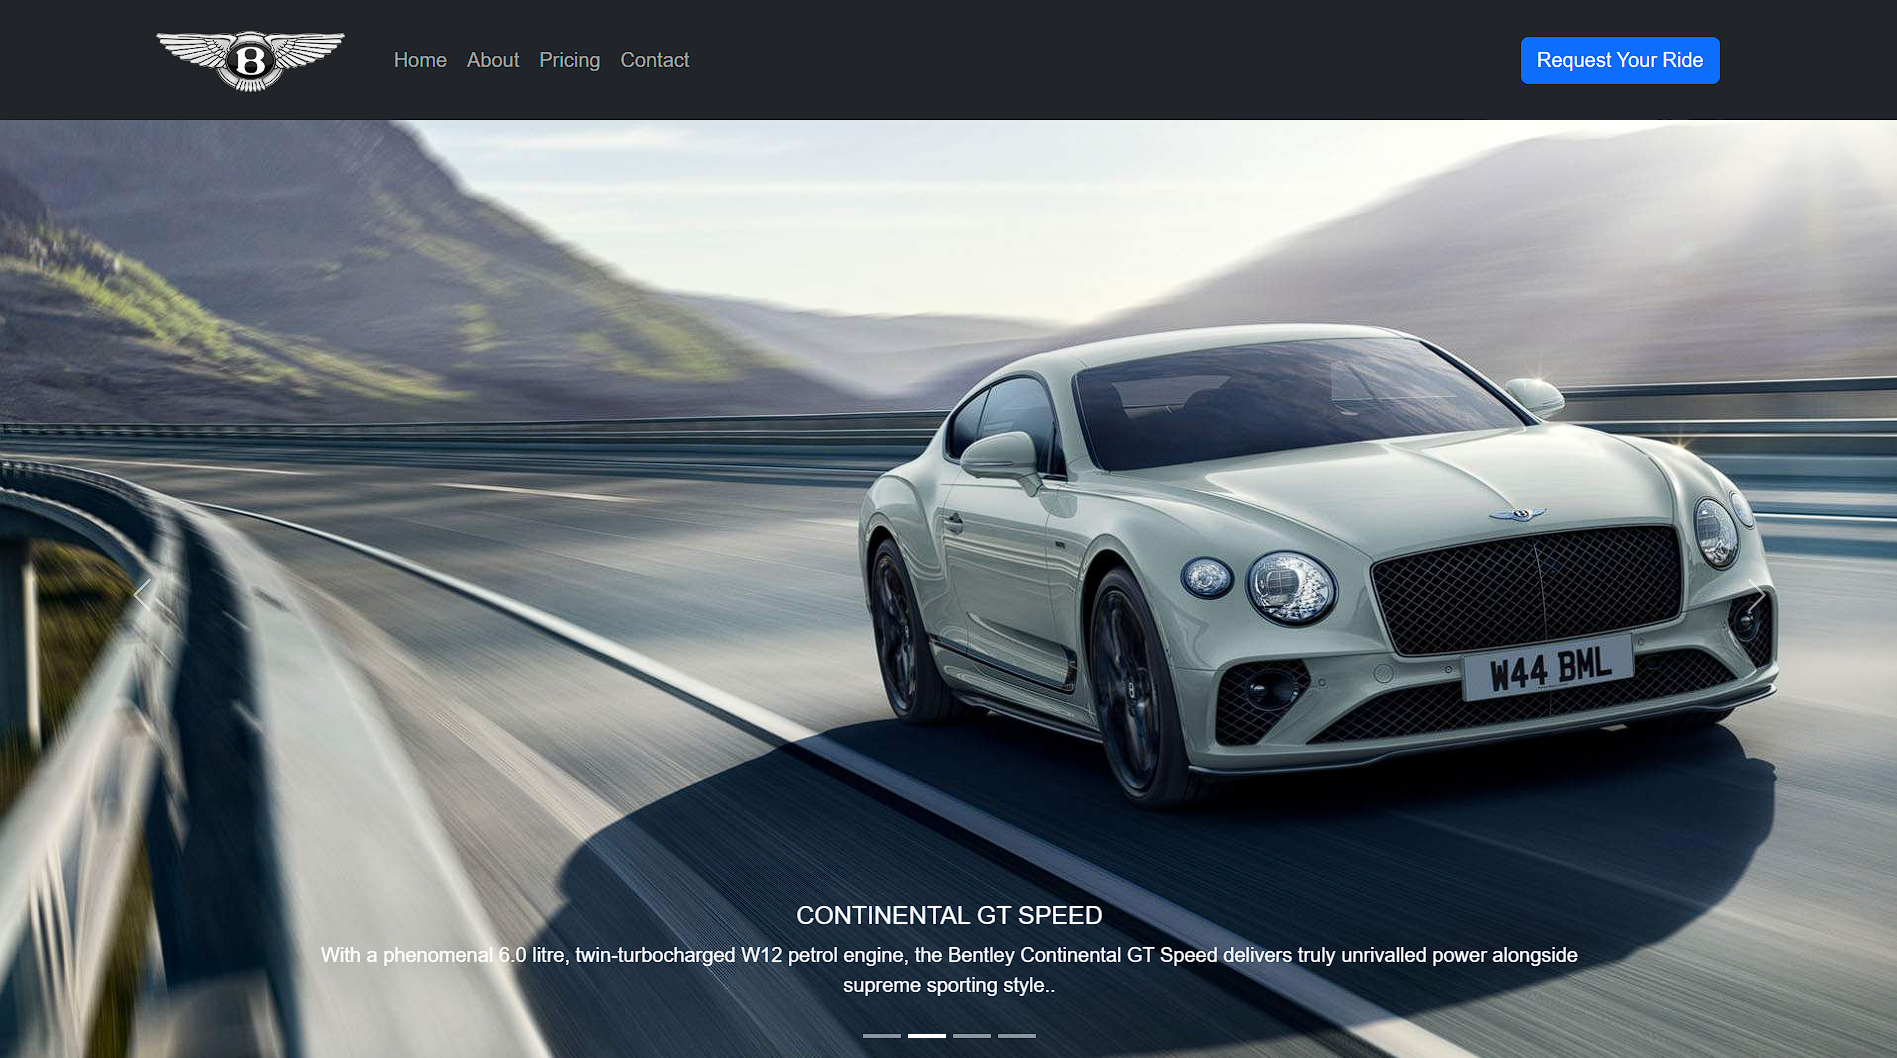 B
Home About Pricing Contact
Request Your Ride
B
W44 BML
CONTINENTAL GT SPEED
With a phenomenal 6.0 litre, twin-turbocharged W12 petrol engine, the Bentley Continental GT Speed delivers truly unrivalled power alongside
supreme sporting style..